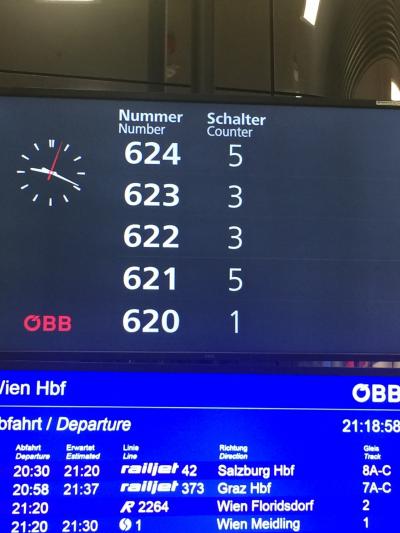 Nummer Schalter
Number Counter
624 5
623 3
622 3
621 5
620 1
ÖBB
Wien Hbf ÖBB
Abfahrt / Departure 21:18:58
Abfahrt Erwartet Linie Richtung Gleis
Departure Estimated Line Direction Track
20:30 21:20 railjet 42 Salzburg Hbf 8A-C
20:58 21:37 railjet 373 Graz Hbf 7A-C
21:20 R 2264 Wien Floridsdorf 2
21:20 21:30 S 1 Wien Meidling 1